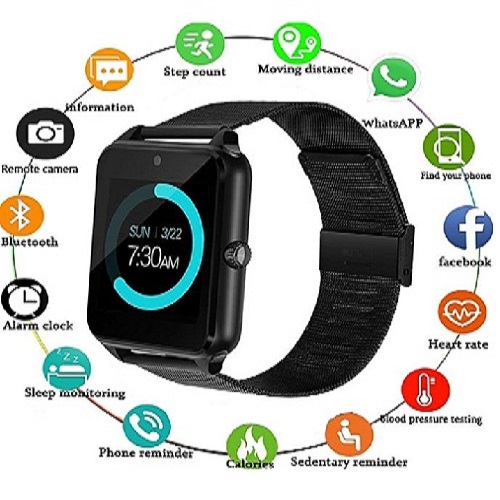 Step count
Moving distance
information
WhatsAPP
Remote camera
Find your phone
SUN | 3/22
7:30AM
Bluetooth
facebook
Alarm clock
Heart rate
Sleep monitoring
blood pressure testing
Phone reminder
Calories
Sedentary reminder